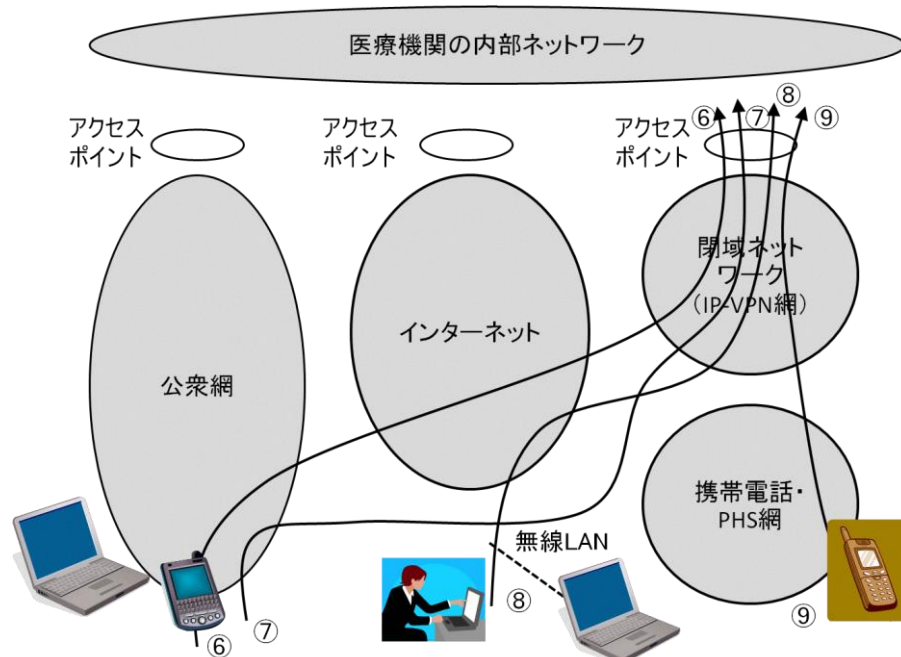 医療機関の内部ネットワーク
アクセス
ポイント
アクセス
ポイント
アクセス
ポイント
⑥
⑦
⑧
⑨
閉域ネット
ワーク
(IP-VPN網)
インターネット
公衆網
携帯電話・
PHS網
無線LAN
⑥
⑦
⑧
⑨